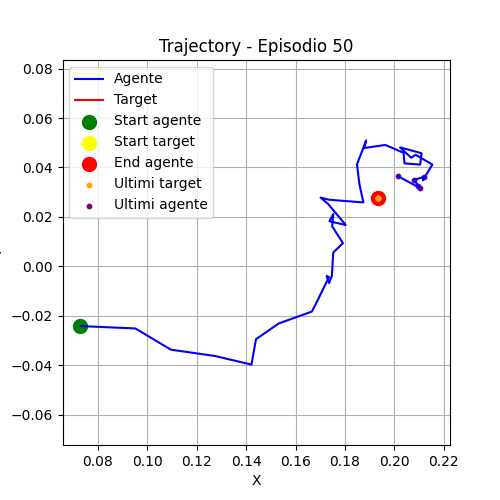 Trajectory - Episodio 50
0.08
0.06
0.04
0.02
0.00
−0.02
−0.04
−0.06
Agente
Target
Start agente
Start target
End agente
Ultimi target
Ultimi agente
0.08 0.10 0.12 0.14 0.16 0.18 0.20 0.22
X